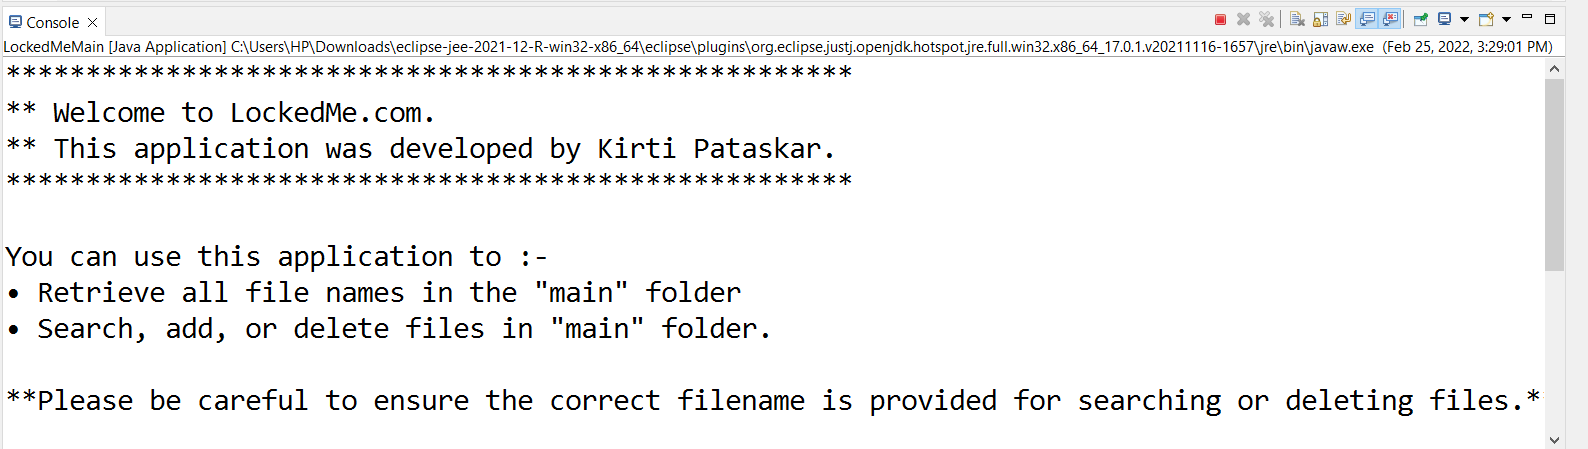 Console
LockedMeMain [Java Application] C:\Users\HP\Downloads\eclipse-jee-2021-12-R-win32-x86_64\eclipse\plugins\org.eclipse.justj.openjdk.hotspot.jre.full.win32.x86_64_17.0.1.v20211116-1657\jre\bin\javaw.exe (Feb 25, 2022, 3:29:01 PM)
*****************************************************
** Welcome to LockedMe.com.
** This application was developed by Kirti Pataskar.
*****************************************************
You can use this application to :-
• Retrieve all file names in the "main" folder
• Search, add, or delete files in "main" folder.
**Please be careful to ensure the correct filename is provided for searching or deleting files.*